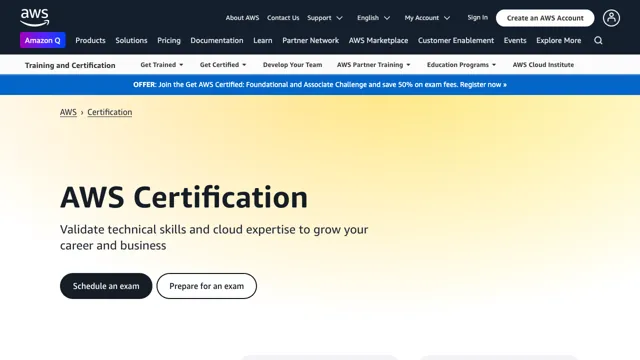 aws
About AWS Contact Us Support English My Account Sign In Create an AWS Account
Amazon Q Products Solutions Pricing Documentation Learn Partner Network AWS Marketplace Customer Enablement Events Explore More
Training and Certification Get Trained Get Certified Develop Your Team AWS Partner Training Education Programs AWS Cloud Institute
OFFER: Join the Get AWS Certified: Foundational and Associate Challenge and save 50% on exam fees. Register now »
AWS › Certification
AWS Certification
Validate technical skills and cloud expertise to grow your
career and business
Schedule an exam Prepare for an exam